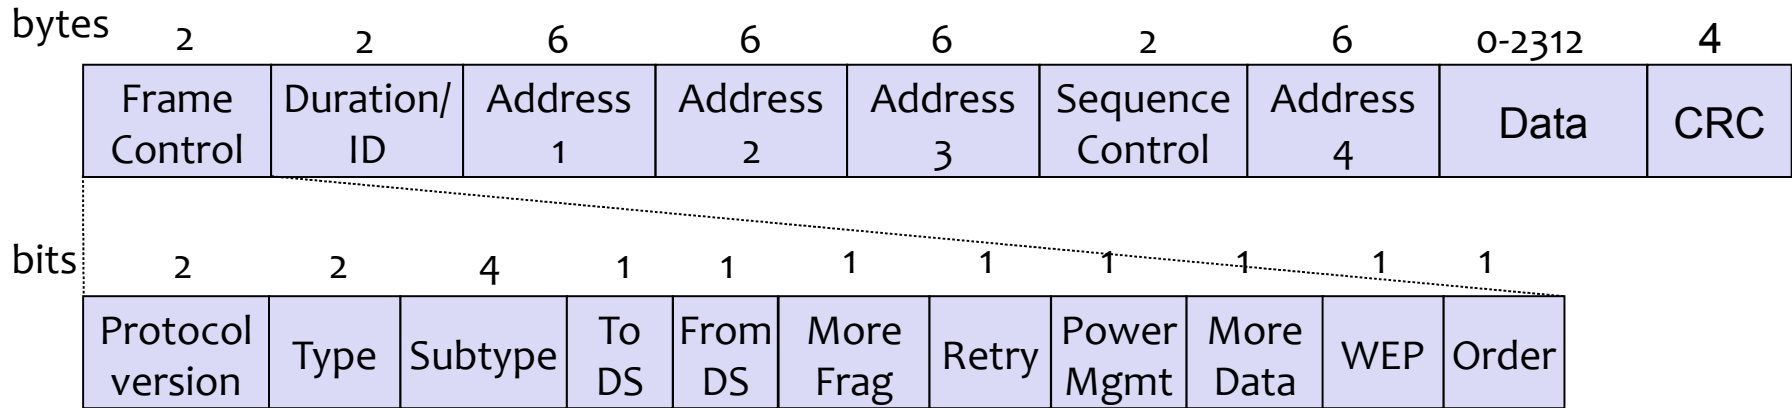 bytes 2 2 6 6 6 2 6 0-2312 4
Frame Control Duration/ ID Address 1 Address 2 Address 3 Sequence Control Address 4 Data CRC
bits 2 2 4 1 1 1 1 1 1 1 1
Protocol version Type Subtype To DS From DS More Frag Retry Power Mgmt More Data WEP Order